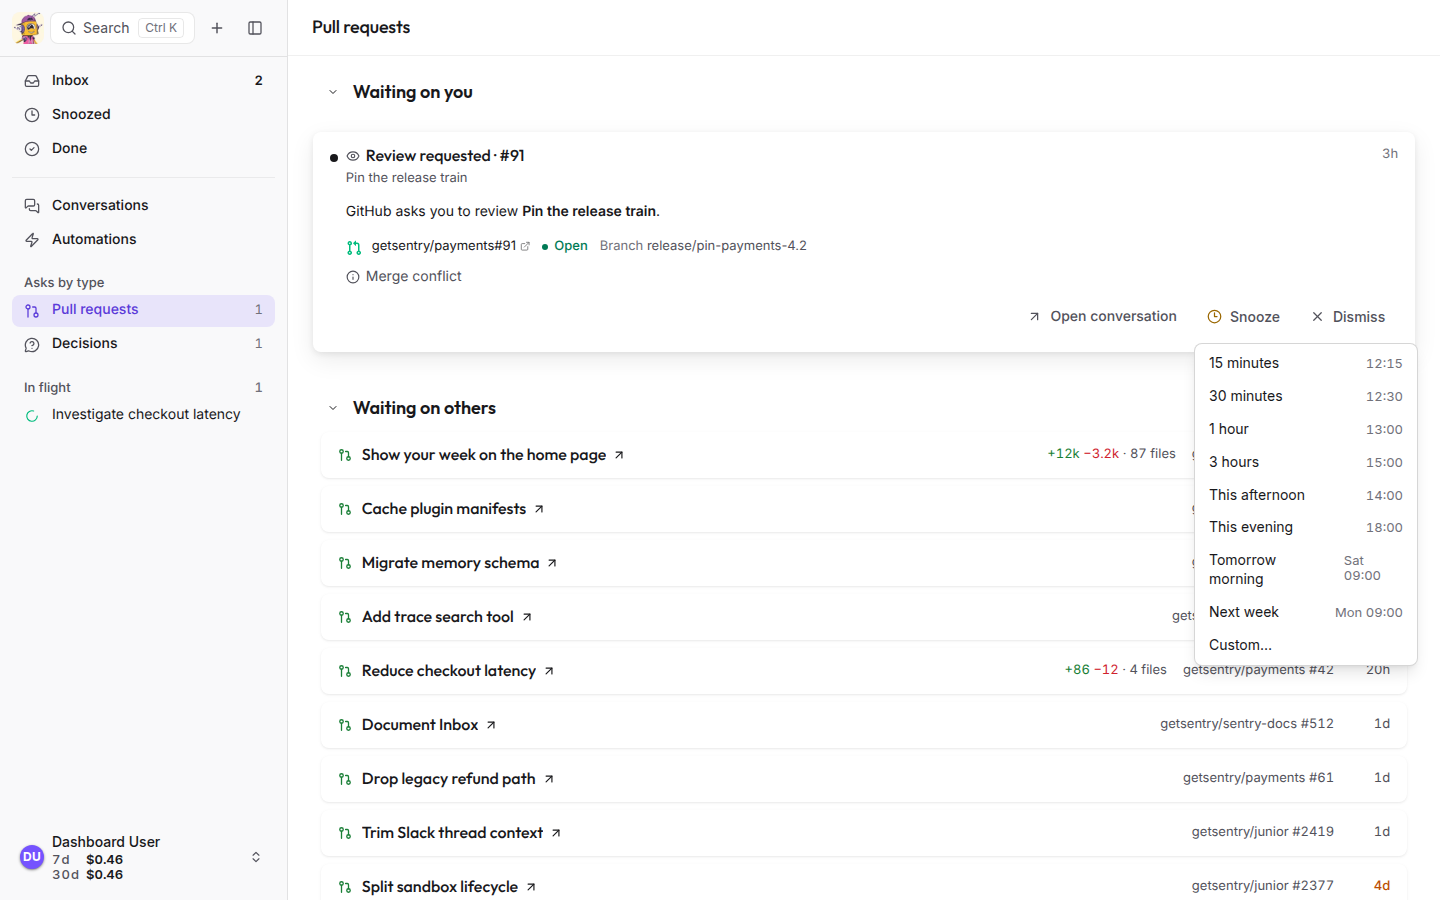 Search Ctrl K
Inbox 2
Snoozed
Done
Conversations
Automations
Asks by type
Pull requests 1
Decisions 1
In flight 1
Investigate checkout latency
Dashboard User
DU
7d $0.46
30d $0.46
Pull requests
Waiting on you
Review requested · #91 3h
Pin the release train
GitHub asks you to review Pin the release train.
getsentry/payments#91 Open Branch release/pin-payments-4.2
Merge conflict
Open conversation Snooze Dismiss
15 minutes 12:15
30 minutes 12:30
1 hour 13:00
3 hours 15:00
This afternoon 14:00
This evening 18:00
Tomorrow morning Sat 09:00
Next week Mon 09:00
Custom...
Waiting on others
Show your week on the home page +12k −3.2k · 87 files
Cache plugin manifests
Migrate memory schema
Add trace search tool
Reduce checkout latency +86 −12 · 4 files getsentry/payments #42 20h
Document Inbox getsentry/sentry-docs #512 1d
Drop legacy refund path getsentry/payments #61 1d
Trim Slack thread context getsentry/junior #2419 1d
Split sandbox lifecycle getsentry/junior #2377 4d